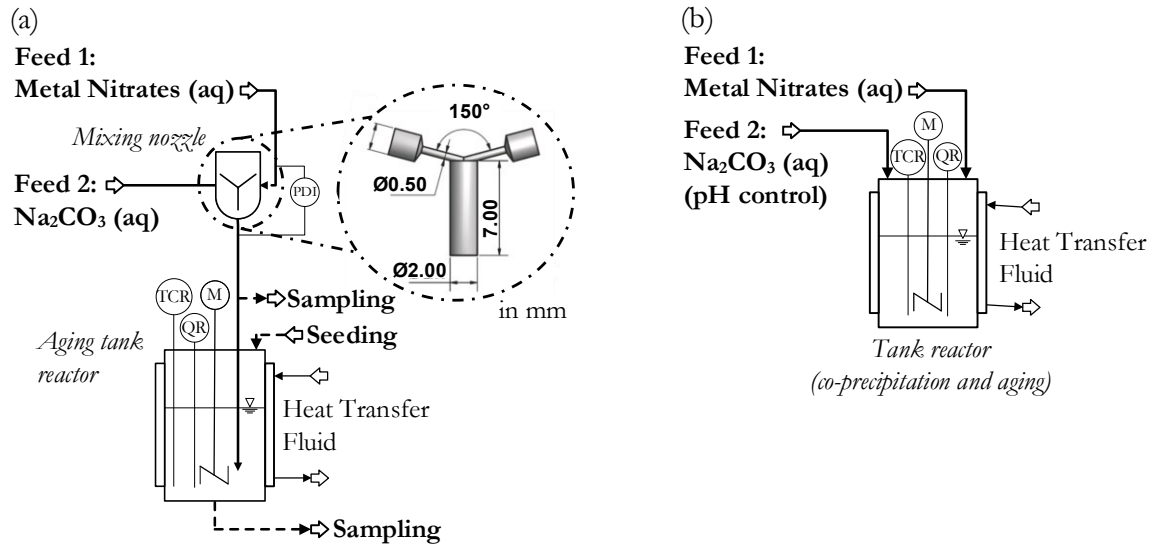 (a)
Feed 1:
Metal Nitrates (aq)
Mixing nozzle
Feed 2:
Na₂CO₃ (aq)
PDI
150°
Ø0.50
7.00
Ø2.00
in mm
TCR
M
QR
Sampling
Seeding
Aging tank
reactor
Heat Transfer
Fluid
Sampling
(b)
Feed 1:
Metal Nitrates (aq)
Feed 2:
Na₂CO₃ (aq)
(pH control)
M
TCR
QR
Heat Transfer
Fluid
Tank reactor
(co-precipitation and aging)